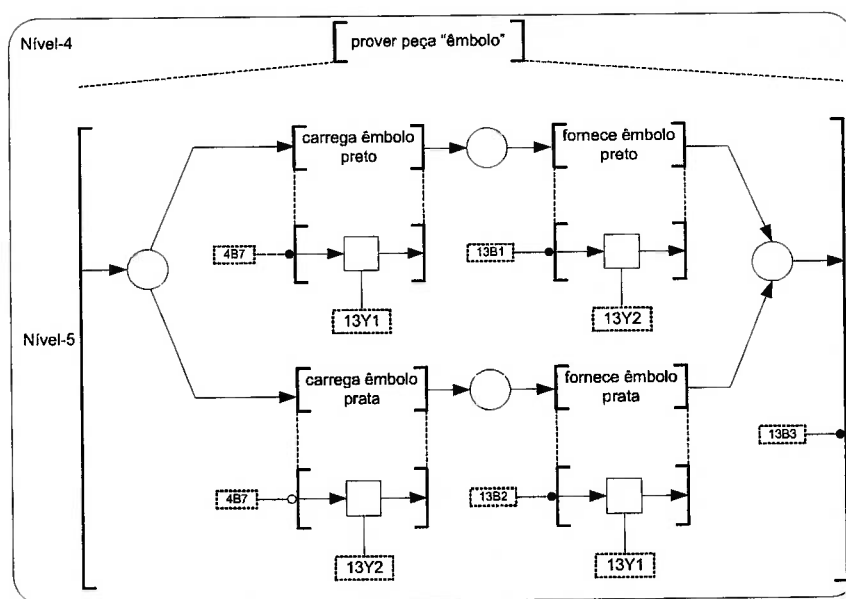 Nível-4
prover peça "êmbolo"
carrega êmbolo
preto
fornece êmbolo
preto
4B7
13B1
13Y1
13Y2
Nível-5
carrega êmbolo
prata
fornece êmbolo
prata
13B3
4B7
13B2
13Y2
13Y1